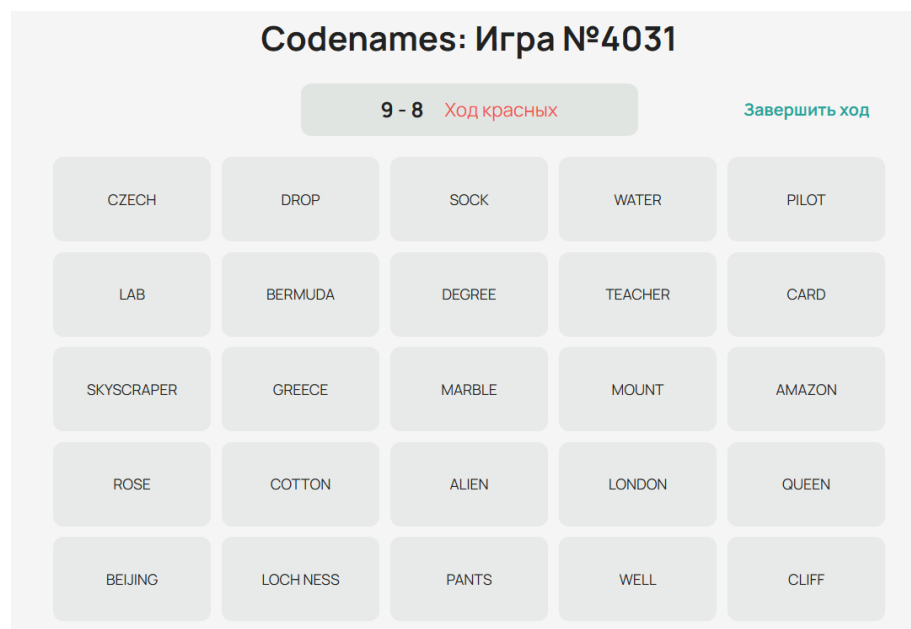 Codenames: Игра №4031
9 - 8 Ход красных Завершить ход
CZECH DROP SOCK WATER PILOT
LAB BERMUDA DEGREE TEACHER CARD
SKYSCRAPER GREECE MARBLE MOUNT AMAZON
ROSE COTTON ALIEN LONDON QUEEN
BEIJING LOCH NESS PANTS WELL CLIFF